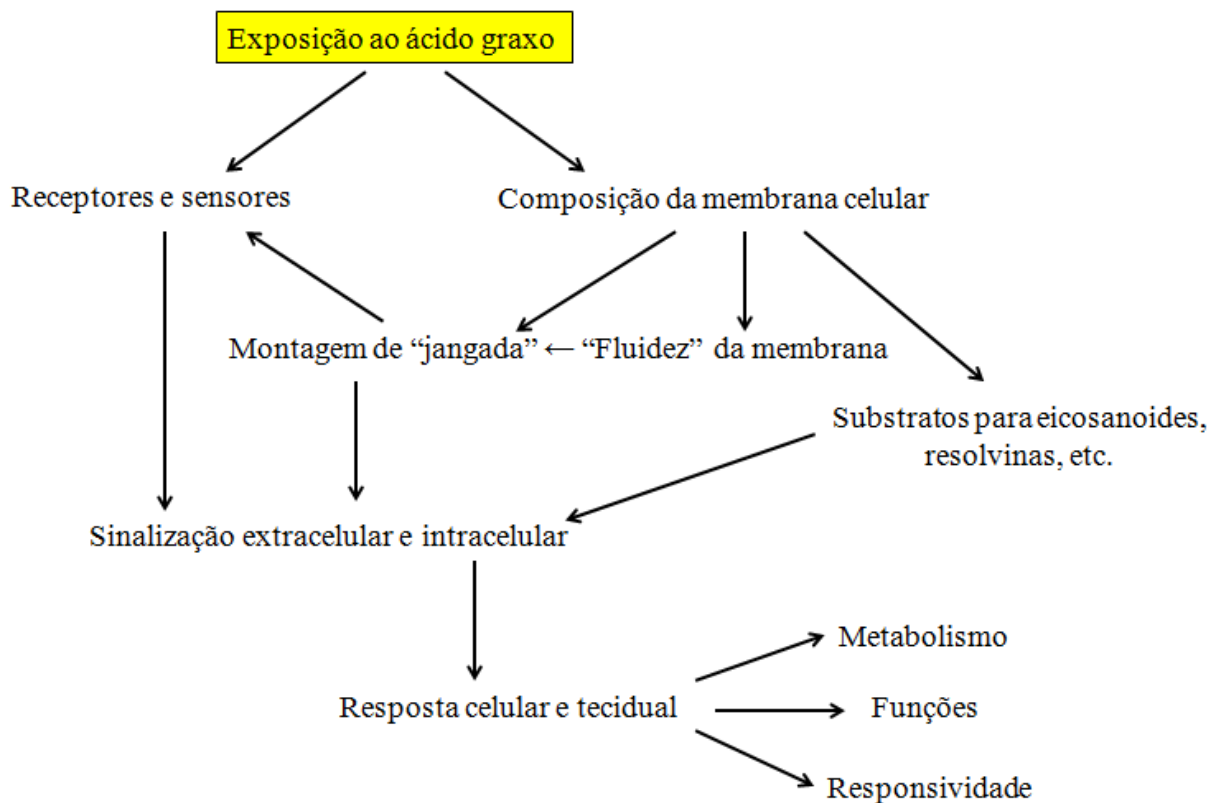 Exposição ao ácido graxo
Receptores e sensores
Composição da membrana celular
Montagem de “jangada” ← “Fluidez” da membrana
Substratos para eicosanoides,
resolvinas, etc.
Sinalização extracelular e intracelular
Metabolismo
Resposta celular e tecidual
Funções
Responsividade